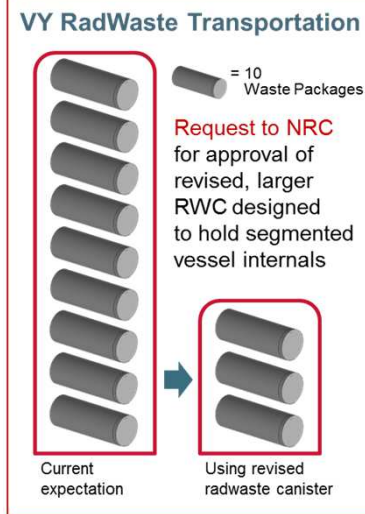 VY RadWaste Transportation
= 10
Waste Packages
Request to NRC
for approval of
revised, larger
RWC designed
to hold segmented
vessel internals
Current
expectation
Using revised
radwaste canister